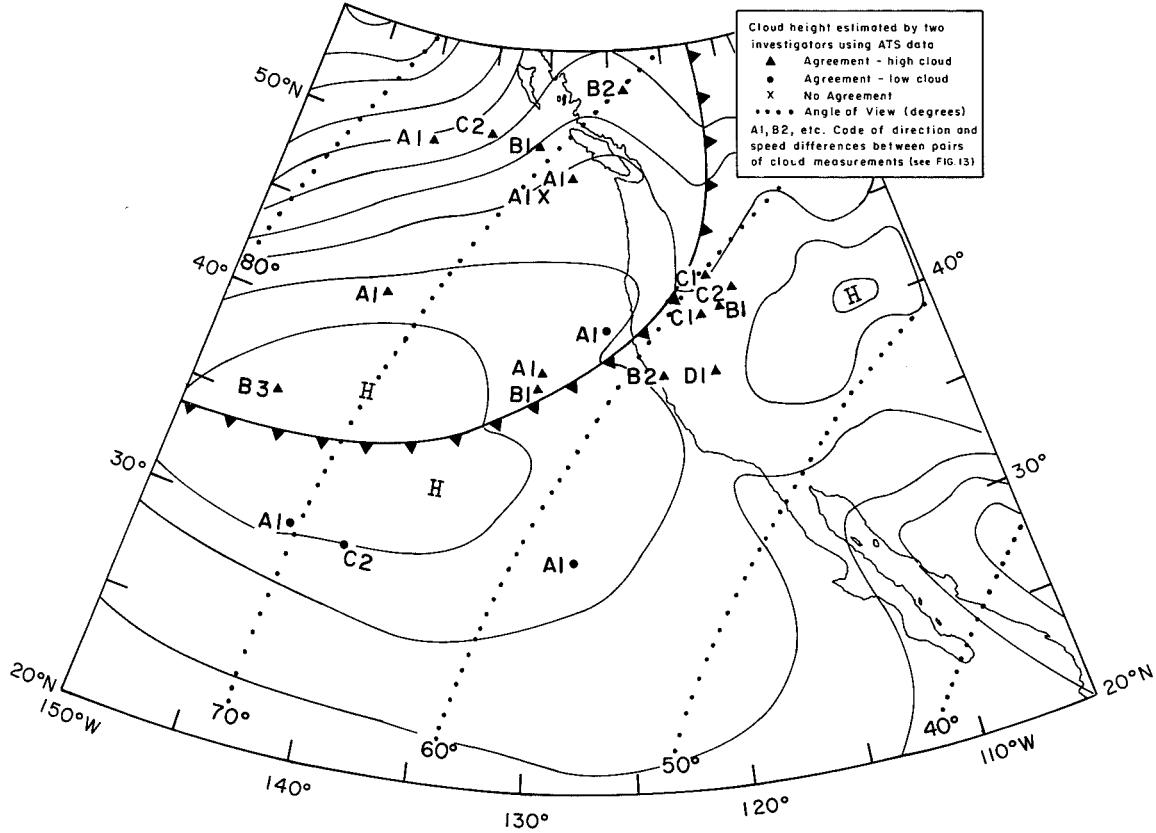 Cloud height estimated by two
investigators using ATS data
▲ Agreement - high cloud
● Agreement - low cloud
X No Agreement
•••• Angle of View (degrees)
A1, B2, etc. Code of direction and
speed differences between pairs
of cloud measurements (see FIG.13)
50°N
B2
A1
C2
B1
A1
A1X
40°
80°
40°
C1
C2
H
A1
B1
C1
A1
A1
B2
D1
B3
H
B1
30°
H
30°
A1
C2
A1
20°N
20°N
150°W
70°
40°
60°
50°
110°W
140°
120°
130°